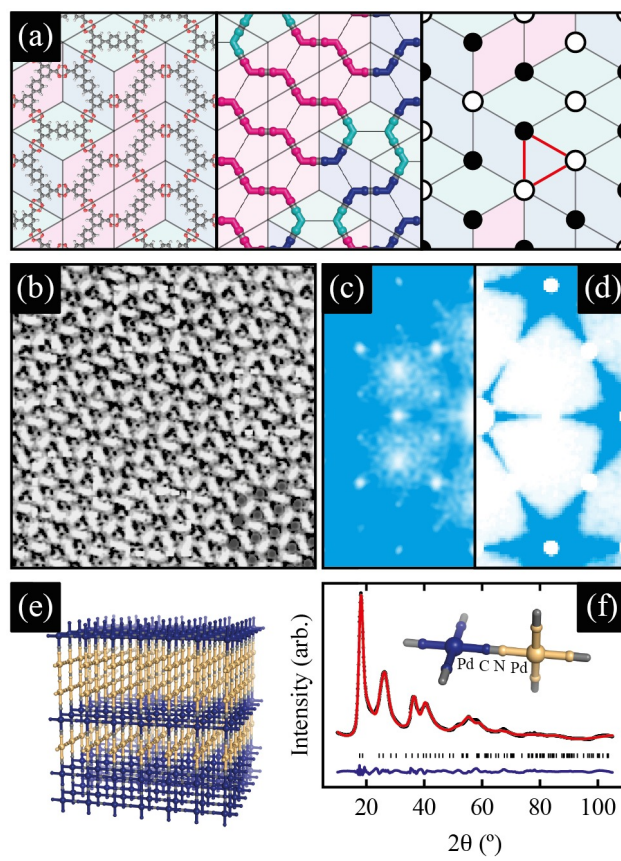 (a)
(b)
(c)
(d)
(e)
(f)
Intensity (arb.)
Pd C N Pd
20 40 60 80 100
2θ (º)